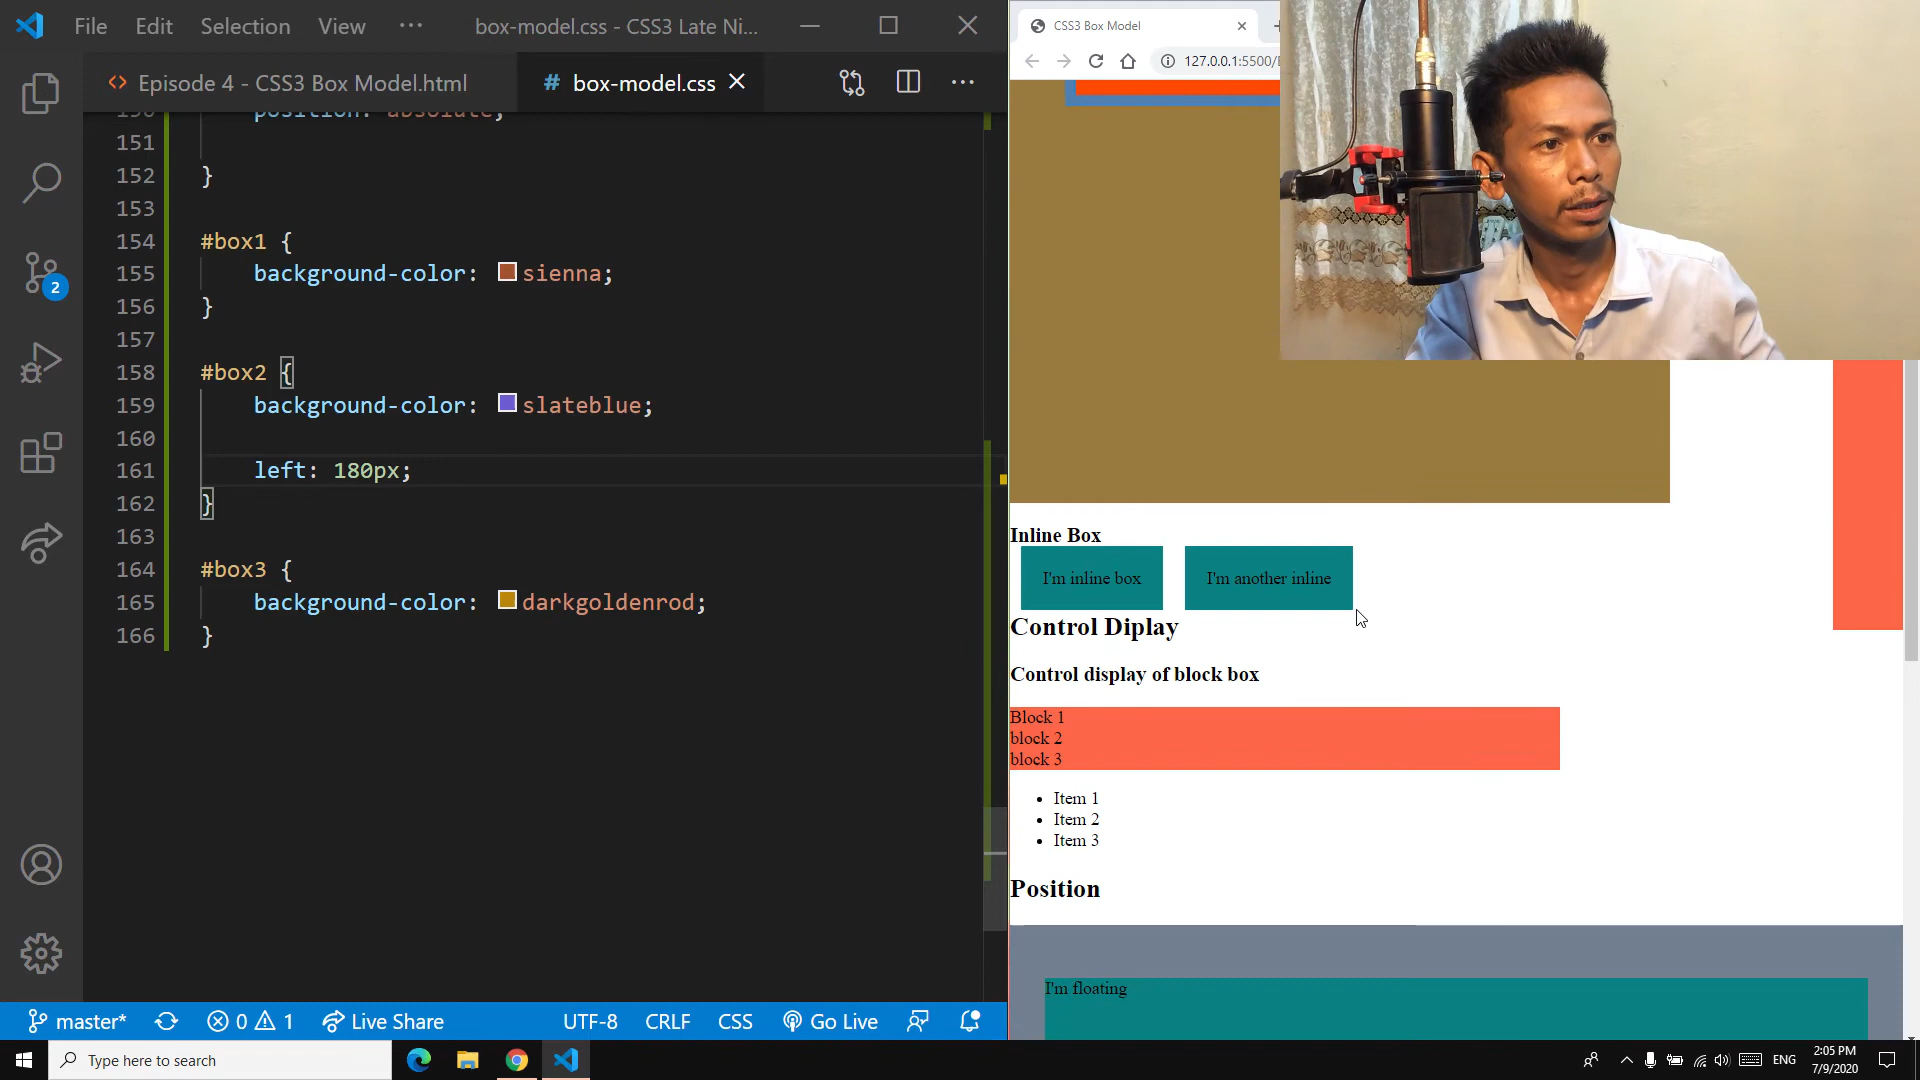 File Edit Selection View ··· box-model.css - CSS3 Late Ni...
<> Episode 4 - CSS3 Box Model.html
# box-model.css
position: absolute;
151
152 }
153
154 #box1 {
155 background-color: sienna;
156 }
157
158 #box2 {
159 background-color: slateblue;
160
161 left: 180px;
162 }
163
164 #box3 {
165 background-color: darkgoldenrod;
166 }
2
master* 0 1 Live Share UTF-8 CRLF CSS Go Live
CSS3 Box Model
127.0.0.1:5500/
Inline Box
I'm inline box I'm another inline
Control Diplay
Control display of block box
Block 1
block 2
block 3
• Item 1
• Item 2
• Item 3
Position
I'm floating
Type here to search
ENG
2:05 PM
7/9/2020